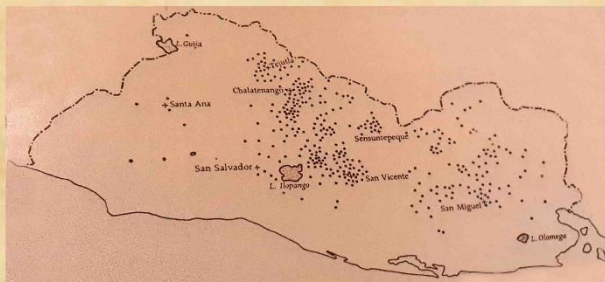 L. Guija
Tejutla
Chalatenango
Santa Ana
Sensuntepeque
San Salvador
L. Ilopango
San Vicente
San Miguel
L. Olomega